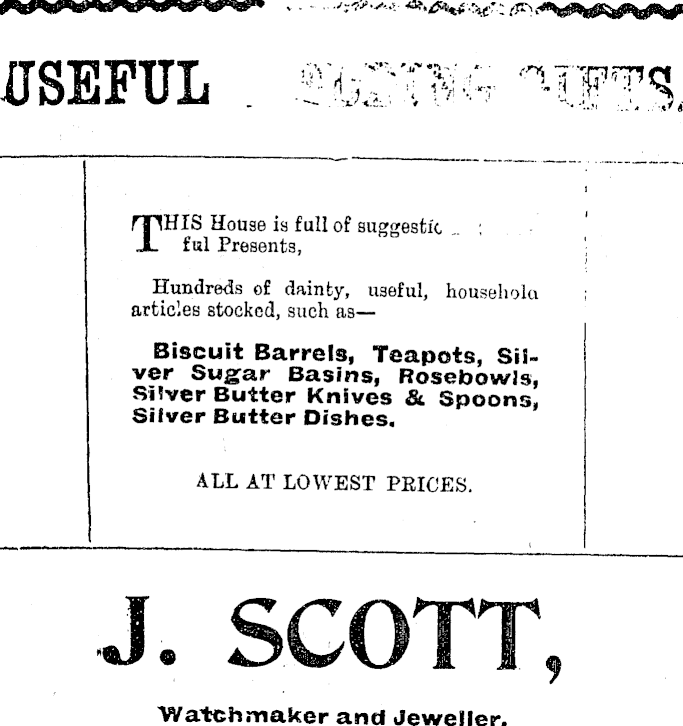 USEFUL GIFTS.
THIS House is full of
ful Presents,
Hundreds of dainty, useful, household
articles stocked, such as—
Biscuit Barrels, Teapots, Sil-
ver Sugar Basins, Rosebowls,
Silver Butter Knives & Spoons,
Silver Butter Dishes.
ALL AT LOWEST PRICES.
J. SCOTT,
Watchmaker and Jeweller.